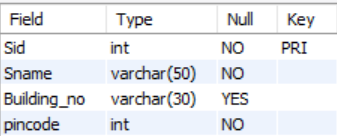 Field Type Null Key
Sid int NO PRI
Sname varchar(50) NO
Building_no varchar(30) YES
pincode int NO